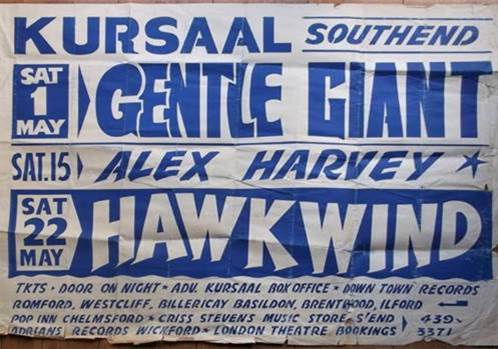 KURSAAL SOUTHEND
SAT 1 MAY GENTLE GIANT
SAT.15 ALEX HARVEY
SAT 22 MAY HAWKWIND
TKTS · DOOR ON NIGHT * ADV. KURSAAL BOX OFFICE * DOWN TOWN RECORDS
ROMFORD, WESTCLIFF, BILLERICAY BASILDON, BRENTWOOD, ILFORD
POP INN CHELMSFORD * CRISS STEVENS MUSIC STORE S'END 439-
ADRIANS RECORDS WICKFORD * LONDON THEATRE BOOKINGS 3371